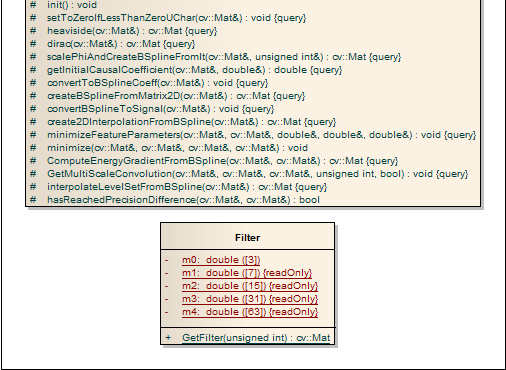 # init() : void
# setToZeroIfLessThanZeroUChar(cv::Mat&) : void {query}
# heaviside(cv::Mat&) : cv::Mat {query}
# dirac(cv::Mat&) : cv::Mat {query}
# scalePhiAndCreateBSplineFromIt(cv::Mat&, unsigned int&) : cv::Mat {query}
# getInitialCausalCoefficient(cv::Mat&, double&) : double {query}
# convertToBSplineCoeff(cv::Mat&) : void {query}
# createBSplineFromMatrix2D(cv::Mat&) : cv::Mat {query}
# convertBSplineToSignal(cv::Mat&) : void {query}
# create2DInterpolationFromBSpline(cv::Mat&) : cv::Mat {query}
# minimizeFeatureParameters(cv::Mat&, cv::Mat&, double&, double&, double&) : void {query}
# minimize(cv::Mat&, cv::Mat&, cv::Mat&, cv::Mat&) : void
# ComputeEnergyGradientFromBSpline(cv::Mat&) : cv::Mat {query}
# GetMultiScaleConvolution(cv::Mat&, cv::Mat&, cv::Mat&, unsigned int, bool) : void {query}
# interpolateLevelSetFromBSpline(cv::Mat&) : cv::Mat {query}
# hasReachedPrecisionDifference(cv::Mat&, cv::Mat&) : bool
Filter
- m0: double ([3])
- m1: double ([7]) {readOnly}
- m2: double ([15]) {readOnly}
- m3: double ([31]) {readOnly}
- m4: double ([63]) {readOnly}
+ GetFilter(unsigned int) : cv::Mat